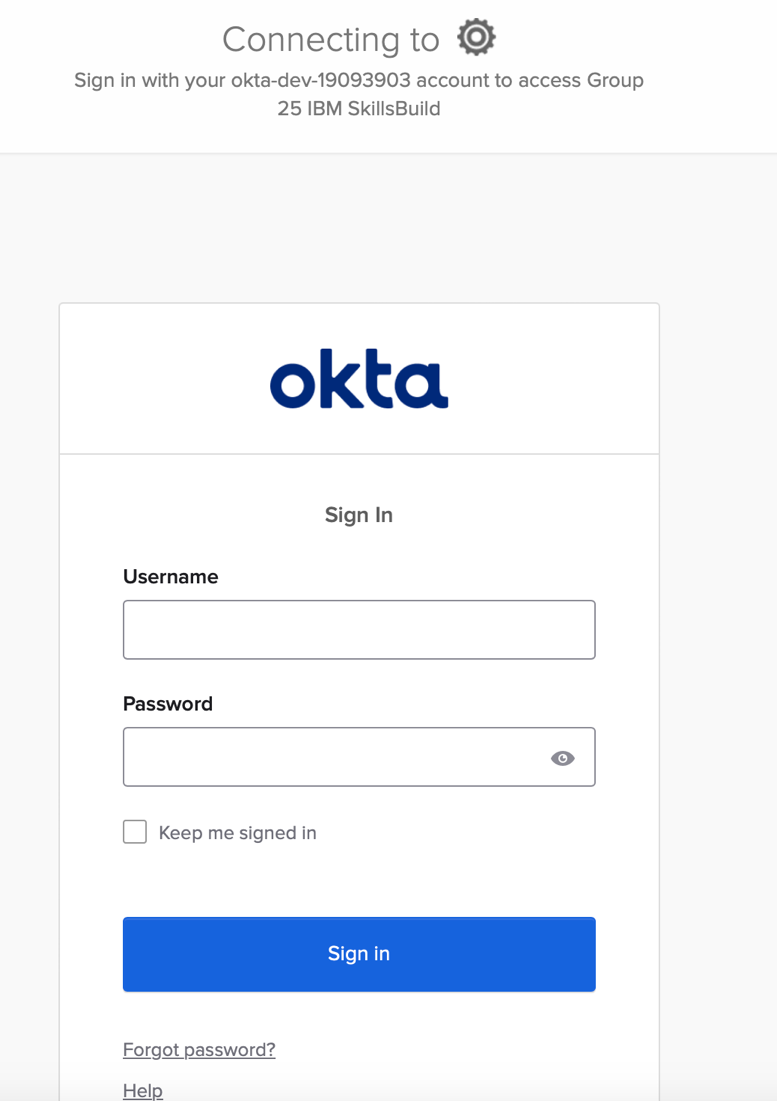 Connecting to
Sign in with your okta-dev-19093903 account to access Group
25 IBM SkillsBuild
okta
Sign In
Username
Password
Keep me signed in
Sign in
Forgot password?
Help